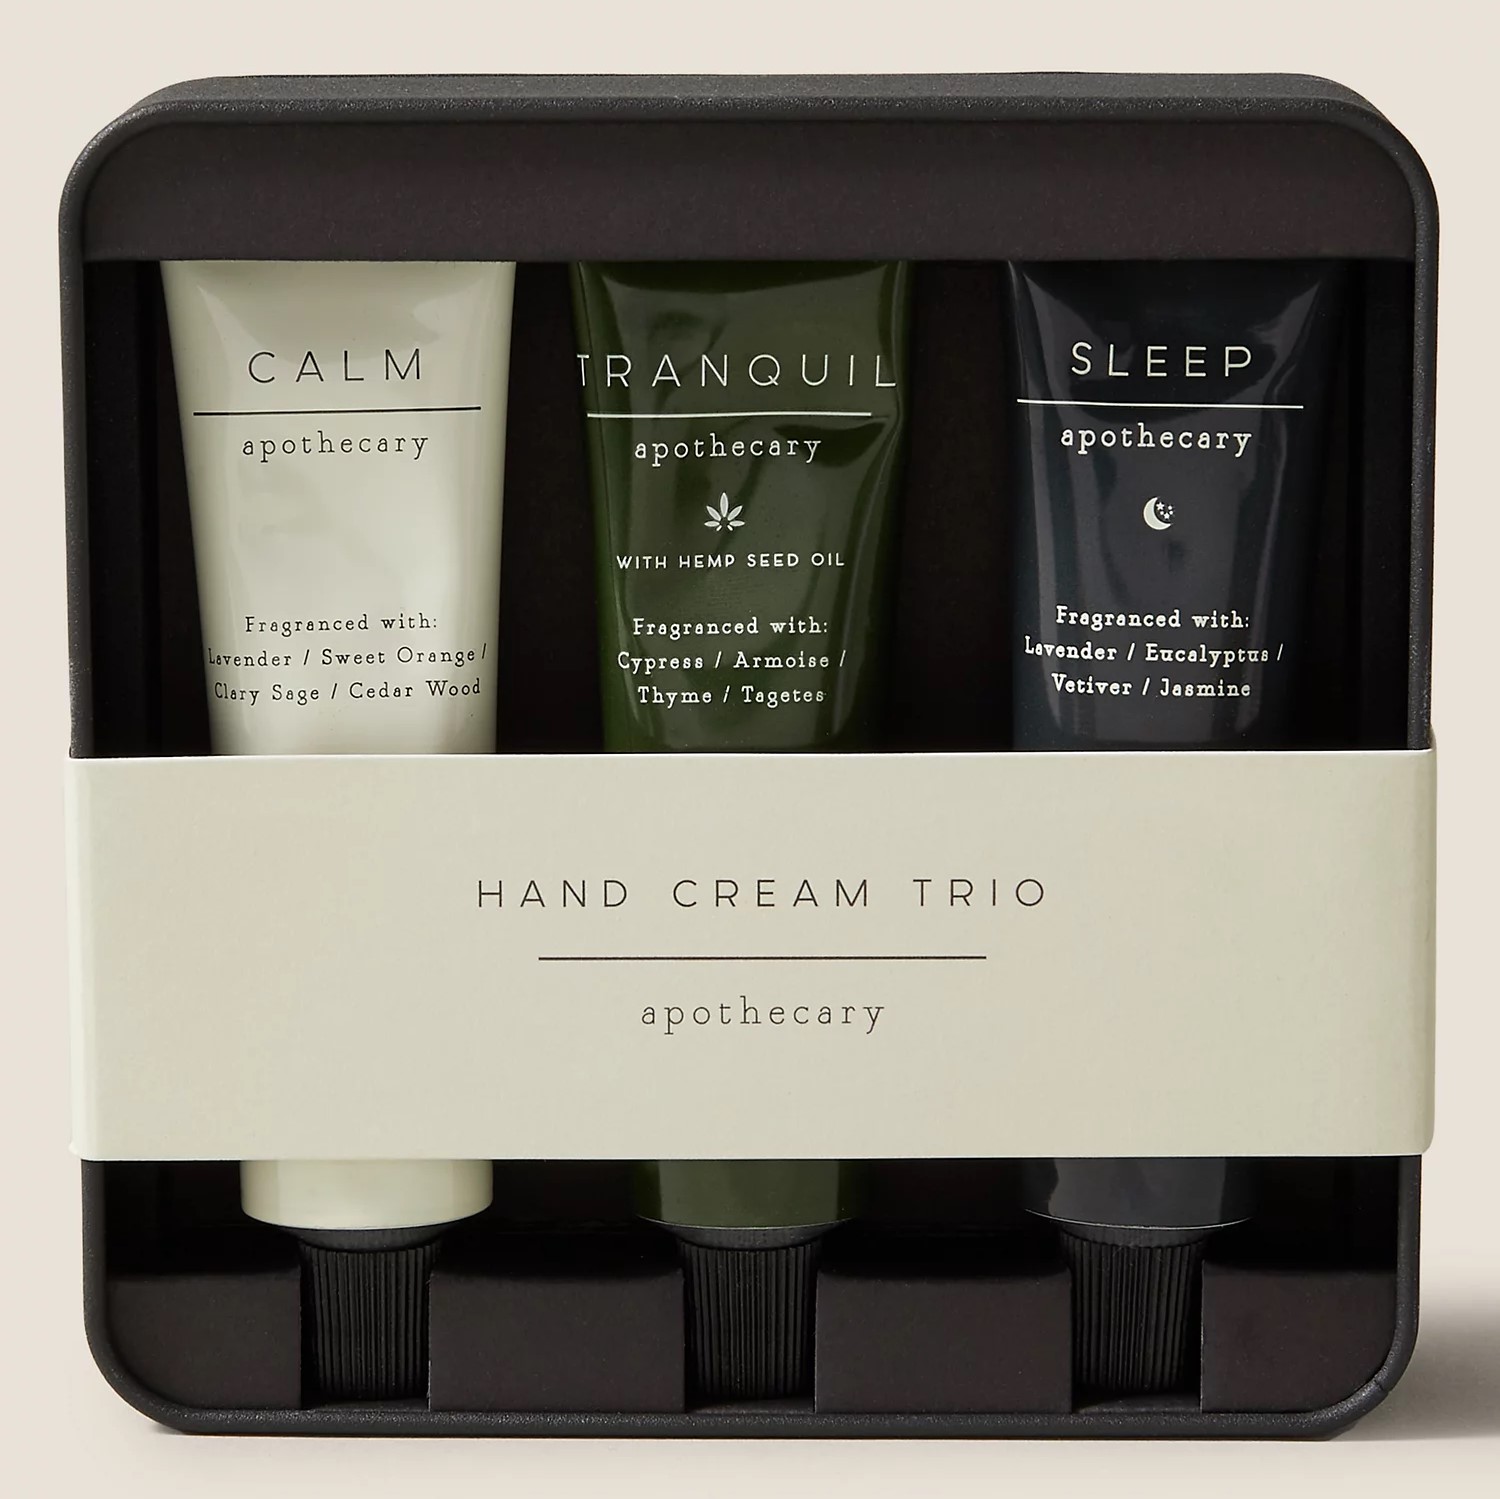 CALM
apothecary
Fragranced with:
Lavender / Sweet Orange /
Clary Sage / Cedar Wood
TRANQUIL
apothecary
WITH HEMP SEED OIL
Fragranced with:
Cypress / Armoise /
Thyme / Tagetes
SLEEP
apothecary
Fragranced with:
Lavender / Eucalyptus /
Vetiver / Jasmine
HAND CREAM TRIO
apothecary